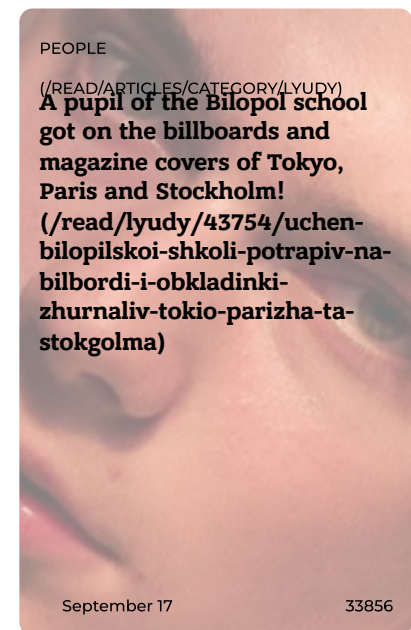 PEOPLE
(/READ/ARTICLES/CATEGORY/LYUDY)
A pupil of the Bilopol school
got on the billboards and
magazine covers of Tokyo,
Paris and Stockholm!
(/read/lyudy/43754/uchen-
bilopilskoi-shkoli-potrapiv-na-
bilbordi-i-obkladinki-
zhurnaliv-tokio-parizha-ta-
stokgolma)
September 17 33856